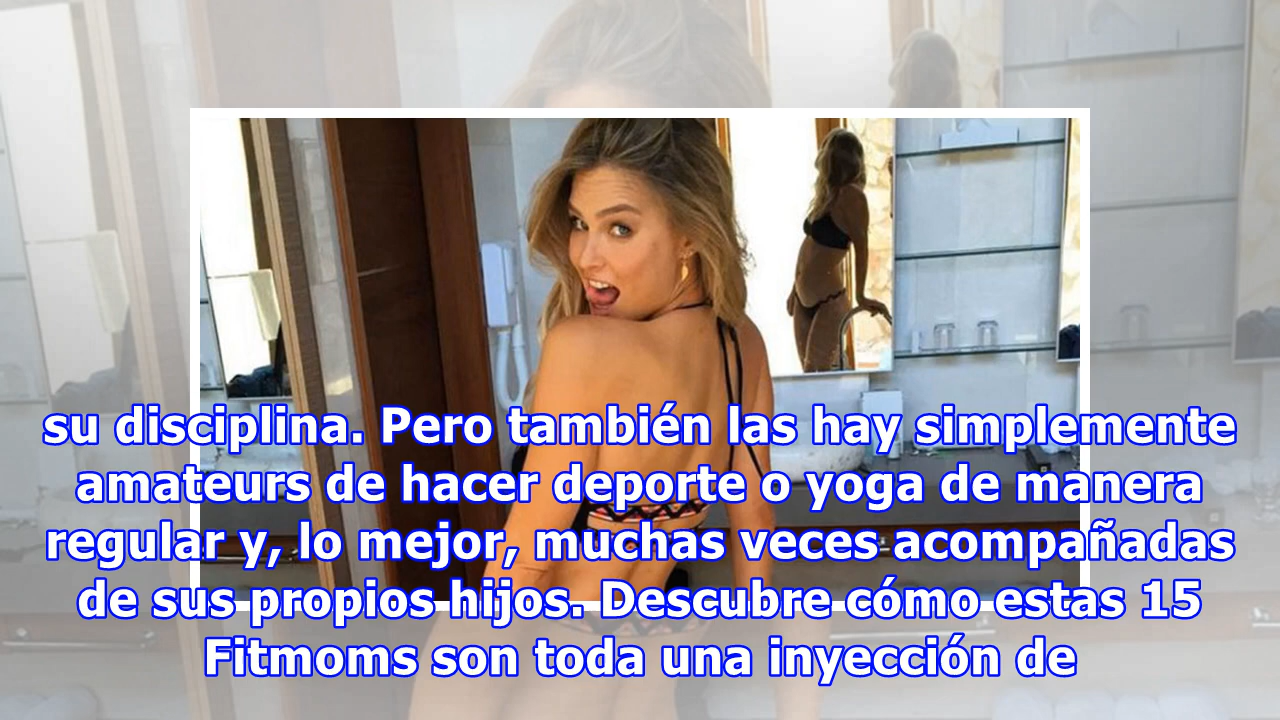 su disciplina. Pero también las hay simplemente
amateurs de hacer deporte o yoga de manera
regular y, lo mejor, muchas veces acompañadas
de sus propios hijos. Descubre cómo estas 15
Fitmoms son toda una inyección de